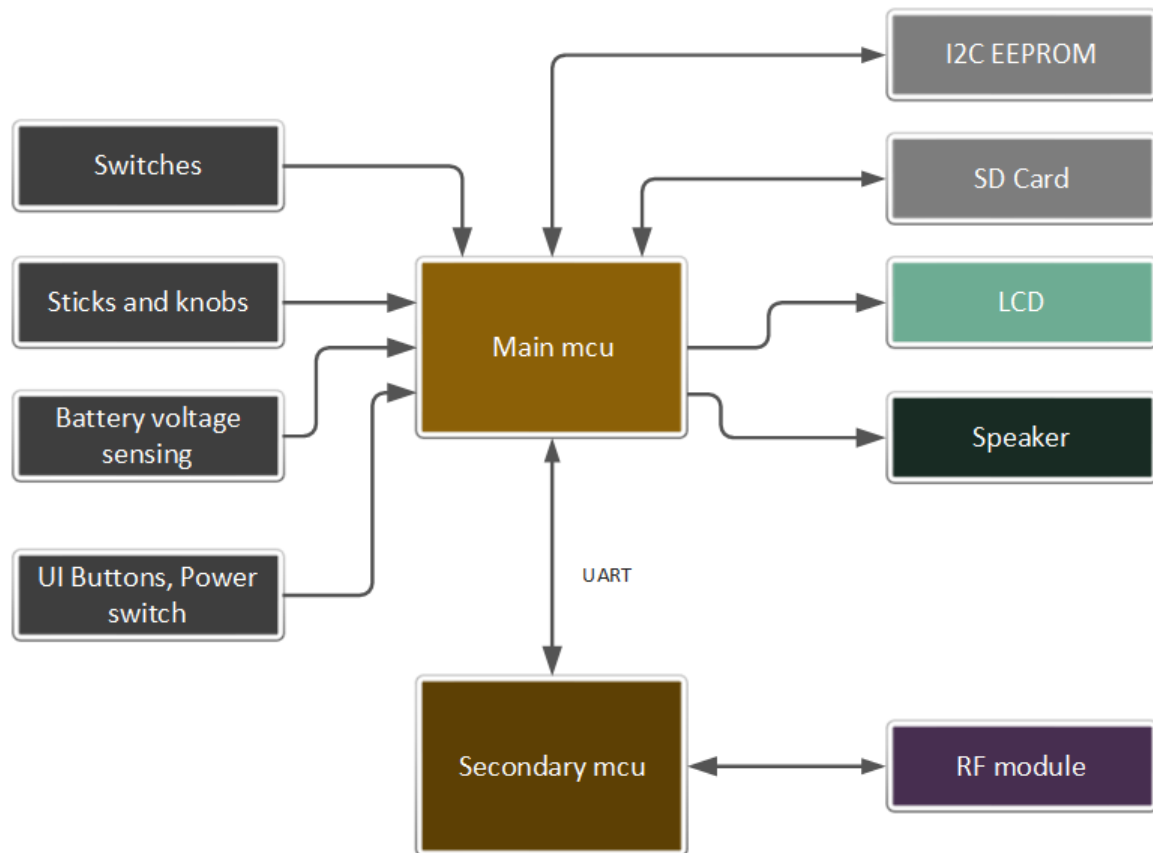 I2C EEPROM
Switches
SD Card
Sticks and knobs
Main mcu
LCD
Battery voltage
sensing
Speaker
UI Buttons, Power
switch
UART
Secondary mcu
RF module